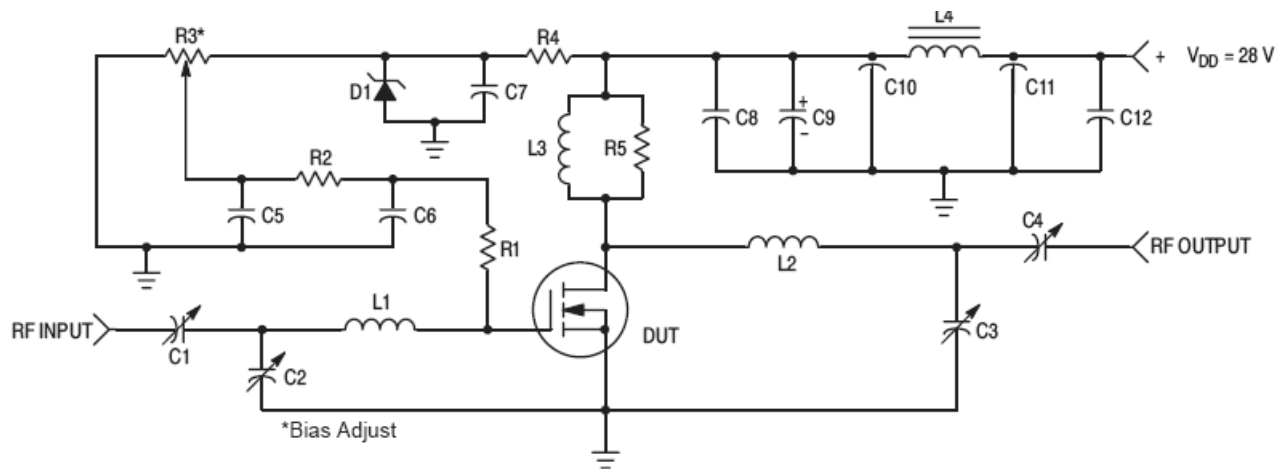 L4
R3*
R4
+ V_DD = 28 V
D1
C7
C10
C11
C8
+
C9
−
C12
L3
R5
R2
C5
C6
R1
C4
RF OUTPUT
L2
L1
RF INPUT
C1
DUT
C3
C2
*Bias Adjust